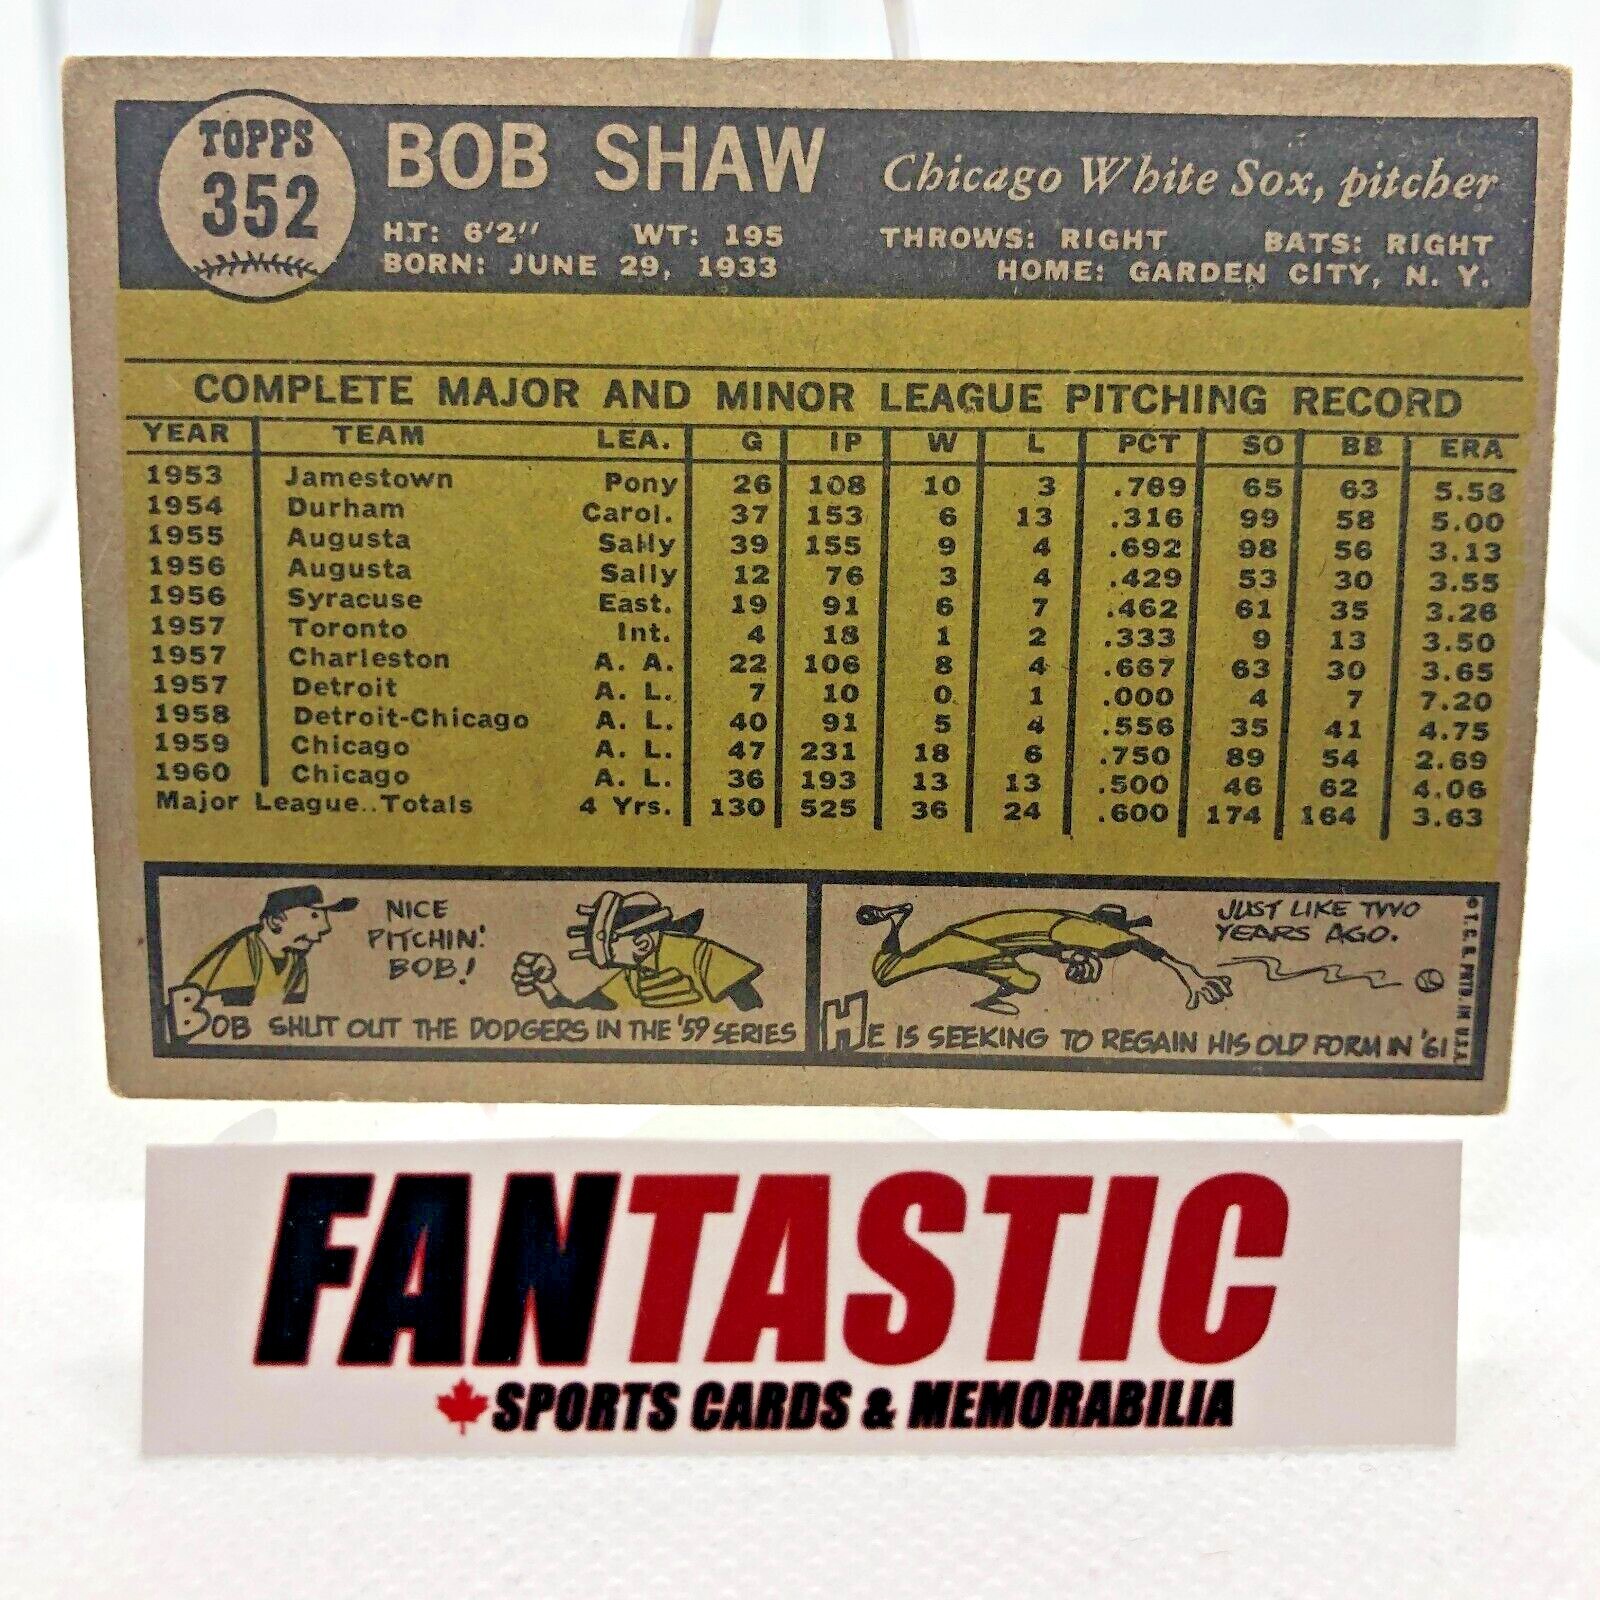 TOPPS
352
BOB SHAW Chicago White Sox, pitcher
HT: 6'2" WT: 195 THROWS: RIGHT BATS: RIGHT
BORN: JUNE 29, 1933 HOME: GARDEN CITY, N. Y.
COMPLETE MAJOR AND MINOR LEAGUE PITCHING RECORD
YEAR TEAM LEA. G IP W L PCT SO BB ERA
1953 Jamestown Pony 26 108 10 3 .769 65 63 5.58
1954 Durham Carol. 37 153 6 13 .316 99 58 5.00
1955 Augusta Sally 39 155 9 4 .692 98 56 3.13
1956 Augusta Sally 12 76 3 4 .429 53 30 3.55
1956 Syracuse East. 19 91 6 7 .462 61 35 3.26
1957 Toronto Int. 4 18 1 2 .333 9 13 3.50
1957 Charleston A. A. 22 106 8 4 .667 63 30 3.65
1957 Detroit A. L. 7 10 0 1 .000 4 7 7.20
1958 Detroit-Chicago A. L. 40 91 5 4 .556 35 41 4.75
1959 Chicago A. L. 47 231 18 6 .750 89 54 2.69
1960 Chicago A. L. 36 193 13 13 .500 46 62 4.06
Major League..Totals 4 Yrs. 130 525 36 24 .600 174 164 3.63
NICE
PITCHIN'
BOB!
BOB SHUT OUT THE DODGERS IN THE '59 SERIES
JUST LIKE TWO
YEARS AGO.
HE IS SEEKING TO REGAIN HIS OLD FORM IN '61
© T. C. G. PRTD. IN U.S.A.
FANTASTIC
SPORTS CARDS & MEMORABILIA